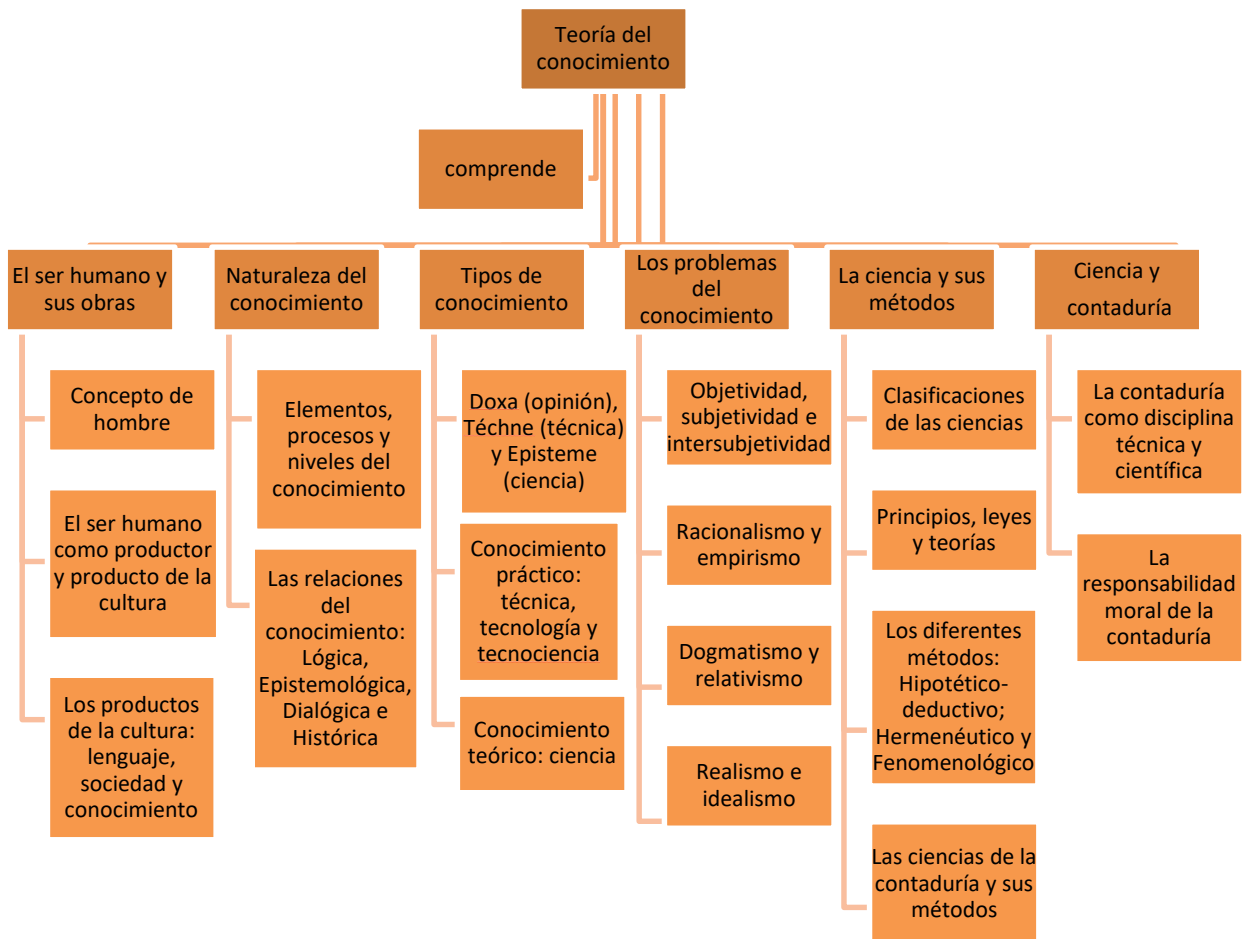 Teoría del
conocimiento
comprende
El ser humano y
sus obras
Concepto de
hombre
El ser humano
como productor
y producto de la
cultura
Los productos
de la cultura:
lenguaje,
sociedad y
conocimiento
Naturaleza del
conocimiento
Elementos,
procesos y
niveles del
conocimiento
Las relaciones
del
conocimiento:
Lógica,
Epistemológica,
Dialógica e
Histórica
Tipos de
conocimiento
Doxa (opinión),
Téchne (técnica)
y Episteme
(ciencia)
Conocimiento
práctico:
técnica,
tecnología y
tecnociencia
Conocimiento
teórico: ciencia
Los problemas
del
conocimiento
Objetividad,
subjetividad e
intersubjetividad
Racionalismo y
empirismo
Dogmatismo y
relativismo
Realismo e
idealismo
La ciencia y sus
métodos
Clasificaciones
de las ciencias
Principios, leyes
y teorías
Los diferentes
métodos:
Hipotético-
deductivo;
Hermenéutico y
Fenomenológico
Las ciencias de la
contaduría y sus
métodos
Ciencia y
contaduría
La contaduría
como disciplina
técnica y
científica
La
responsabilidad
moral de la
contaduría